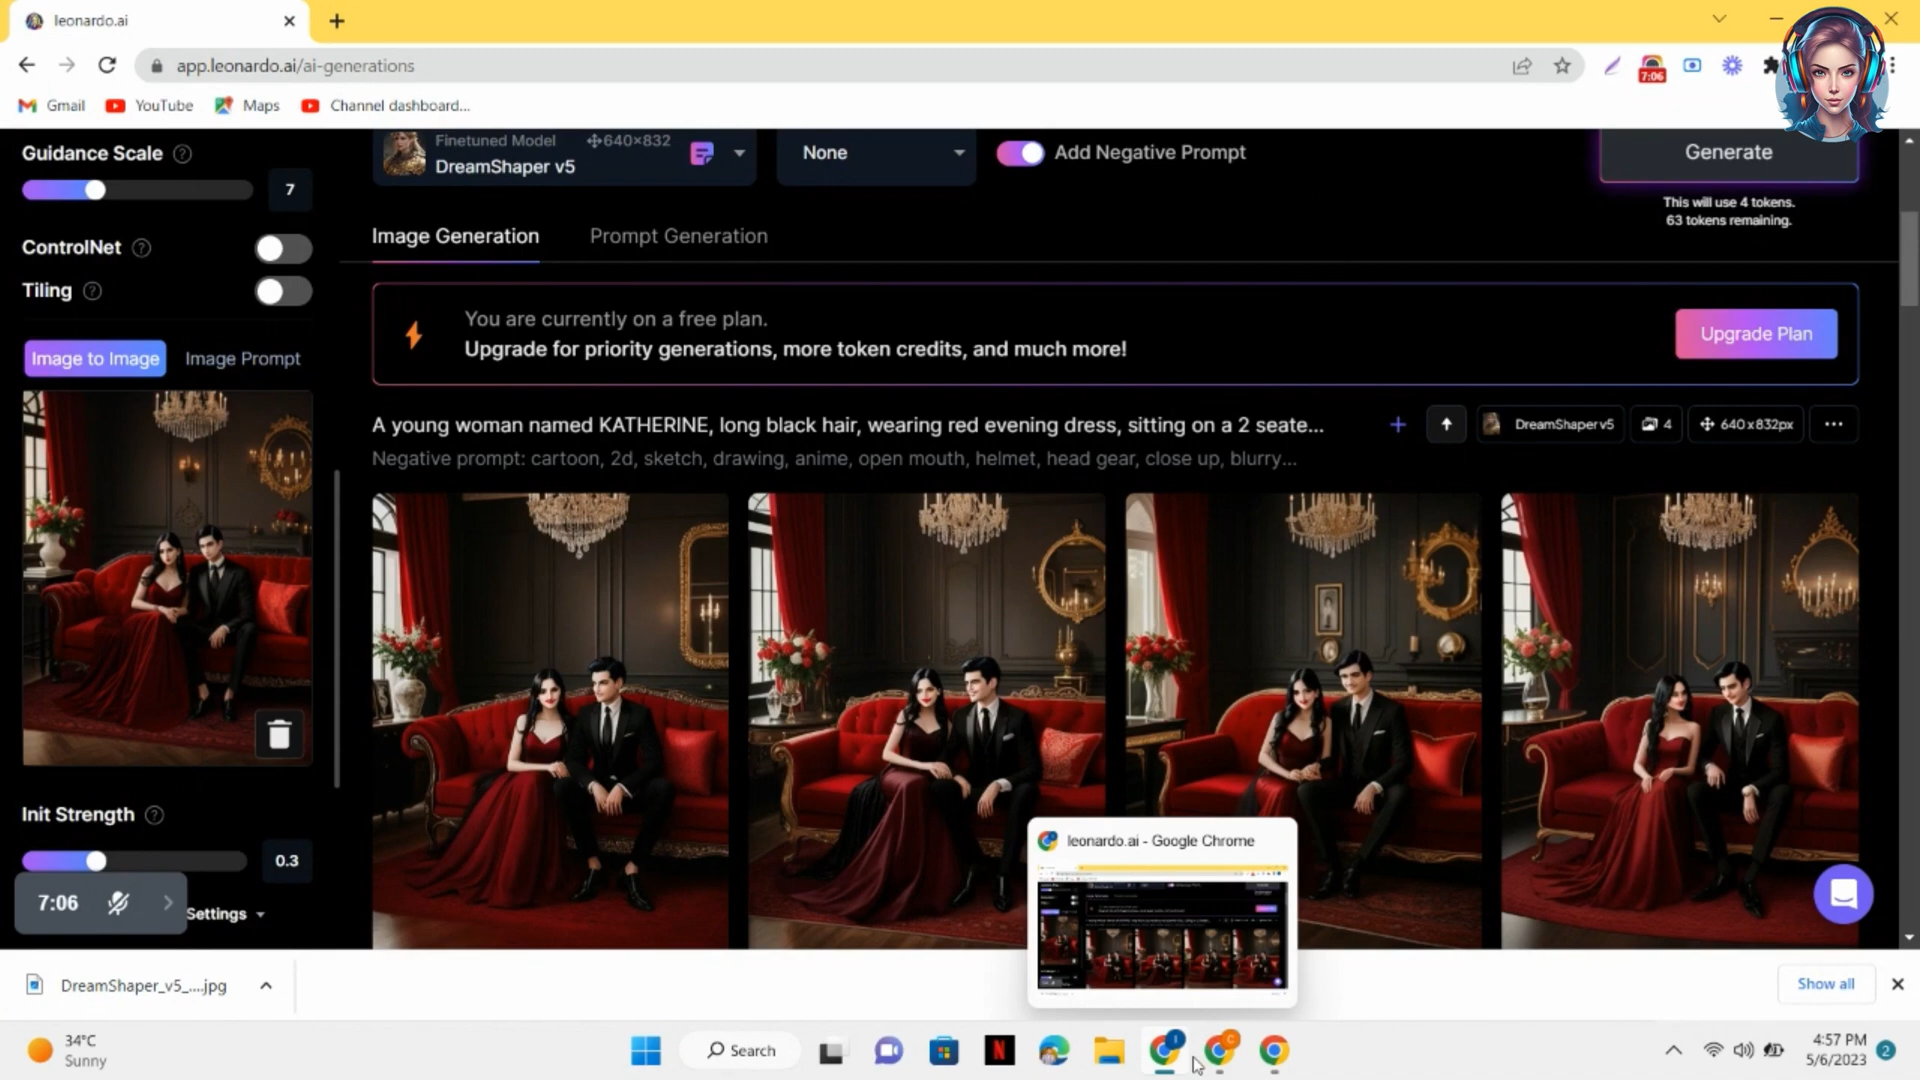 leonardo.ai
app.leonardo.ai/ai-generations
7:06
Gmail
YouTube
Maps
Channel dashboard...
Guidance Scale
7
ControlNet
Tiling
Image to Image
Image Prompt
Init Strength
0.3
7:06
Settings
Finetuned Model
640×832
DreamShaper v5
None
Add Negative Prompt
Generate
This will use 4 tokens.
63 tokens remaining.
Image Generation
Prompt Generation
You are currently on a free plan.
Upgrade for priority generations, more token credits, and much more!
Upgrade Plan
A young woman named KATHERINE, long black hair, wearing red evening dress, sitting on a 2 seate...
DreamShaper v5
4
640 x 832px
Negative prompt: cartoon, 2d, sketch, drawing, anime, open mouth, helmet, head gear, close up, blurry...
leonardo.ai - Google Chrome
DreamShaper_v5_....jpg
Show all
34°C
Sunny
Search
4:57 PM
5/6/2023
2